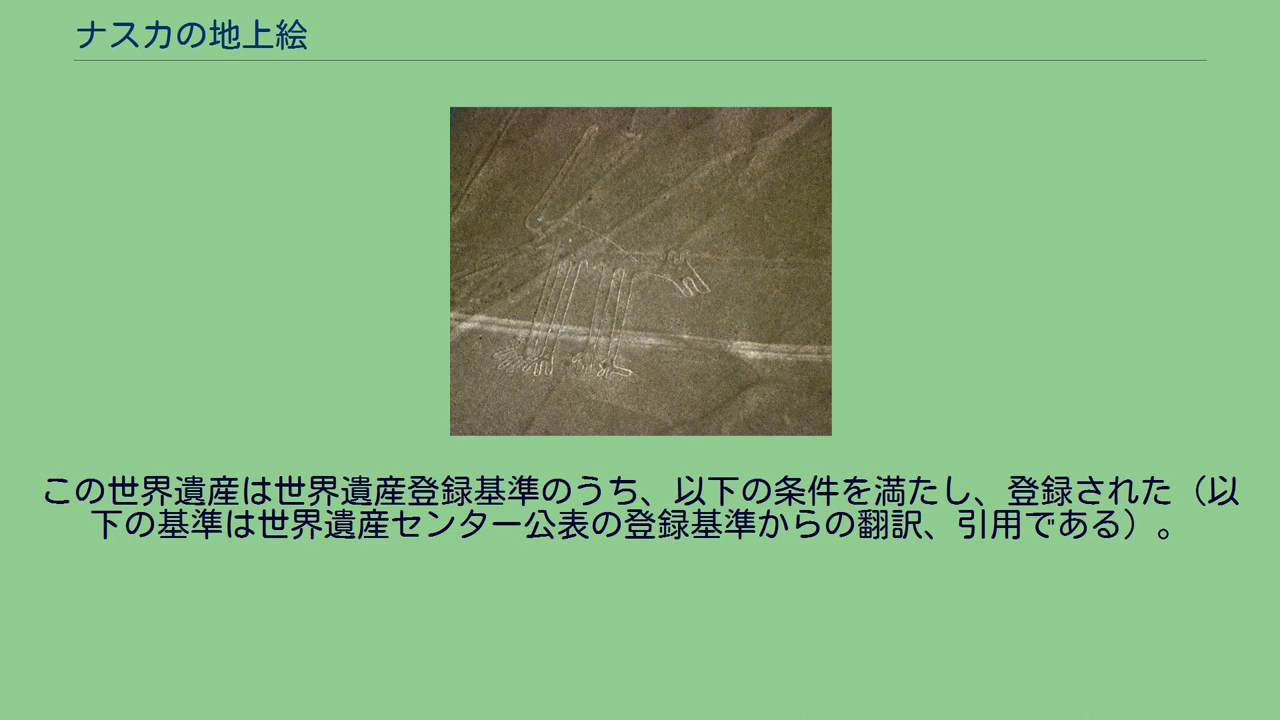 ナスカの地上絵
この世界遺産は世界遺産登録基準のうち、以下の条件を満たし、登録された（以
下の基準は世界遺産センター公表の登録基準からの翻訳、引用である）。